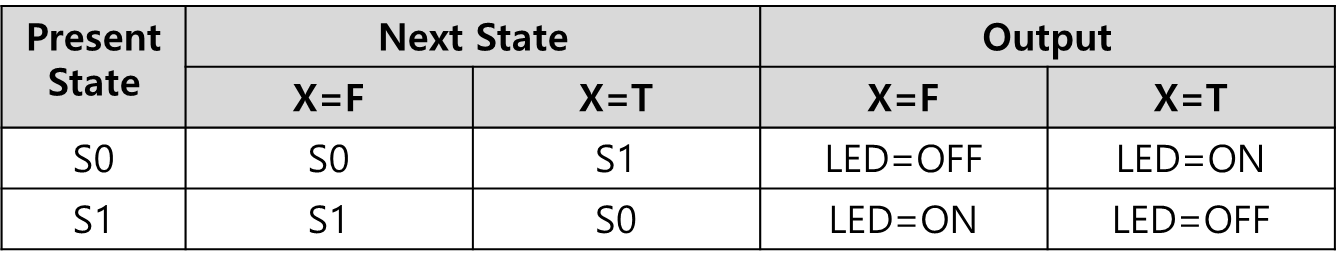 Present State Next State Output
X=F X=T X=F X=T
S0 S0 S1 LED=OFF LED=ON
S1 S1 S0 LED=ON LED=OFF